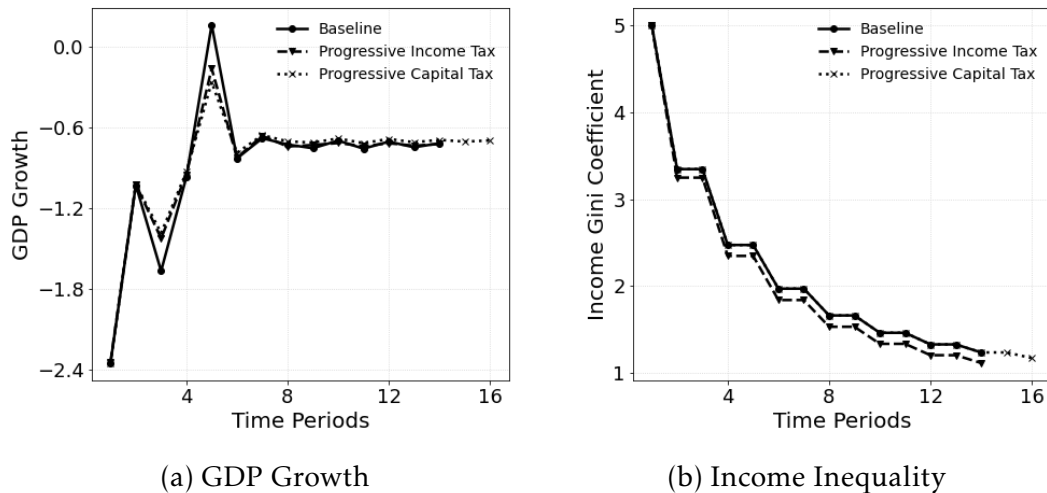 Baseline
Progressive Income Tax
Progressive Capital Tax
0.0
−0.6
−1.2
−1.8
−2.4
GDP Growth
4
8
12
16
Time Periods
(a) GDP Growth
Baseline
Progressive Income Tax
Progressive Capital Tax
5
4
3
2
1
Income Gini Coefficient
4
8
12
16
Time Periods
(b) Income Inequality